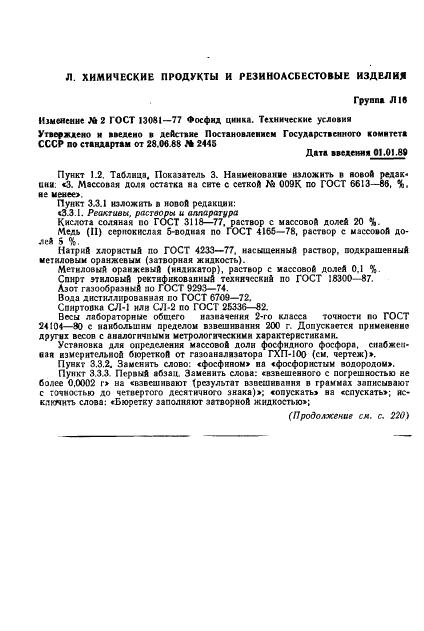 Л. ХИМИЧЕСКИЕ ПРОДУКТЫ И РЕЗИНОАСБЕСТОВЫЕ ИЗДЕЛИЯ
Группа Л16
Изменение № 2 ГОСТ 13081—77 Фосфид цинка. Технические условия
Утверждено и введено в действие Постановлением Государственного комитета
СССР по стандартам от 28.06.88 № 2445
Дата введения 01.01.89
Пункт 1.2. Таблица, Показатель 3. Наименование изложить в новой редак-
ции: «3. Массовая доля остатка на сите с сеткой № 009К по ГОСТ 6613—86, %,
не менее».
Пункт 3.3.1 изложить в новой редакции:
«3.3.1. Реактивы, растворы и аппаратура
Кислота соляная по ГОСТ 3118—77, раствор с массовой долей 20 %.
Медь (II) сернокислая 5-водная по ГОСТ 4165—78, раствор с массовой до-
лей 5 %.
Натрий хлористый по ГОСТ 4233—77, насыщенный раствор, подкрашенный
метиловым оранжевым (затворная жидкость).
Метиловый оранжевый (индикатор), раствор с массовой долей 0,1 %.
Спирт этиловый ректификованный технический по ГОСТ 18300—87.
Азот газообразный по ГОСТ 9293—74.
Вода дистиллированная по ГОСТ 6709—72,
Спиртовка СЛ-1 или СЛ-2 по ГОСТ 25336—82.
Весы лабораторные общего назначения 2-го класса точности по ГОСТ
24104—80 с наибольшим пределом взвешивания 200 г. Допускается применение
других весов с аналогичными метрологическими характеристиками.
Установка для определения массовой доли фосфидного фосфора, снабжен-
ная измерительной бюреткой от газоанализатора ГХП-100 (см. чертеж)».
Пункт 3.3.2. Заменить слово: «фосфином» на «фосфористым водородом».
Пункт 3.3.3. Первый абзац. Заменить слова: «взвешенного с погрешностью не
более 0,0002 г» на «взвешивают (результат взвешивания в граммах записывают
с точностью до четвертого десятичного знака)»; «опускать» на «спускать»; ис-
ключить слова: «Бюретку заполняют затворной жидкостью»;
(Продолжение см. с. 220)